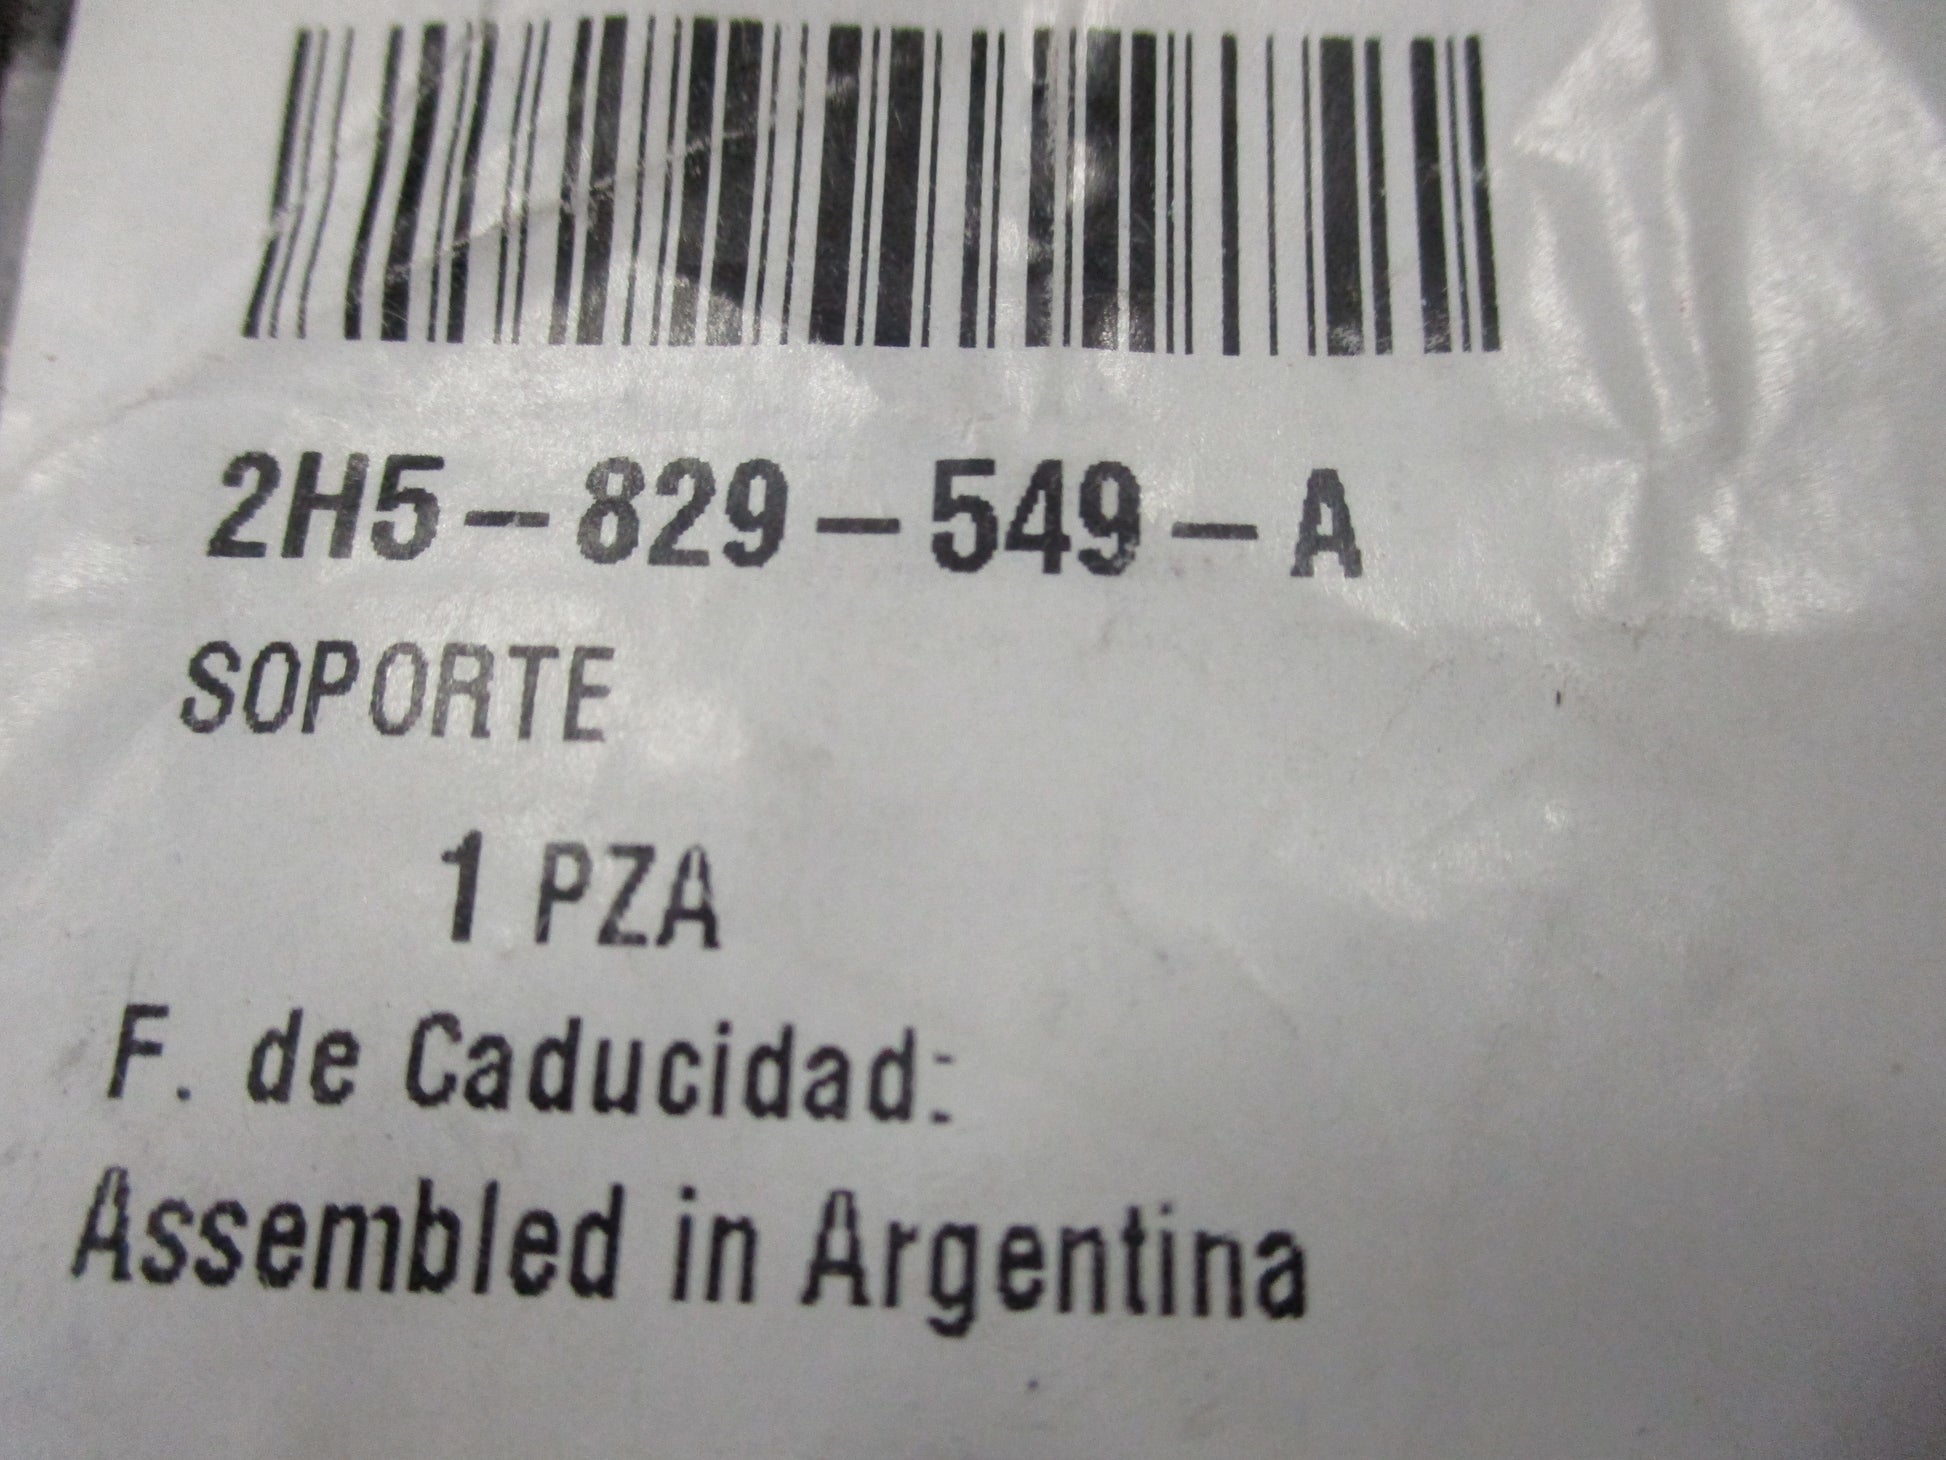 2H5-829-549-A
SOPORTE
1 PZA
F. de Caducidad:
Assembled in Argentina